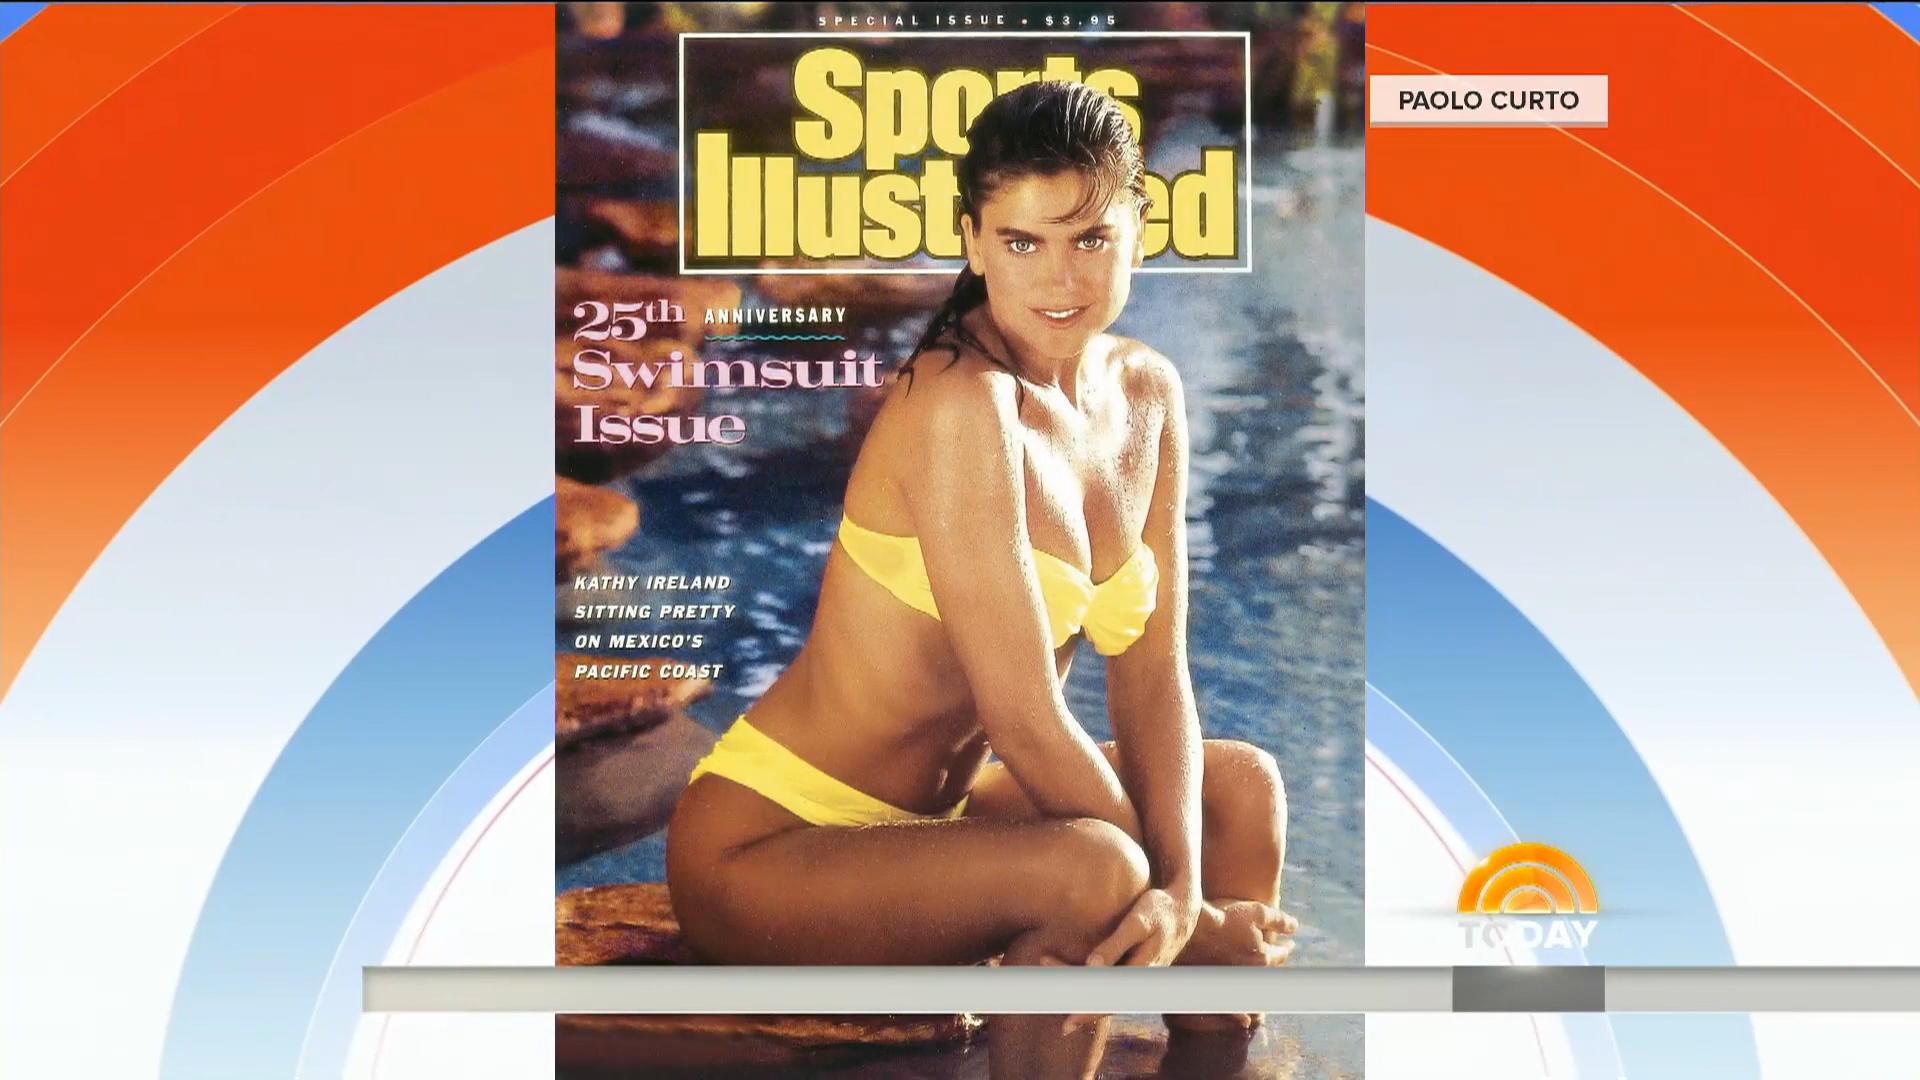 SPECIAL ISSUE • $3.95
Sports
Illustrated
PAOLO CURTO
25th ANNIVERSARY
Swimsuit
Issue
KATHY IRELAND
SITTING PRETTY
ON MEXICO'S
PACIFIC COAST
TODAY